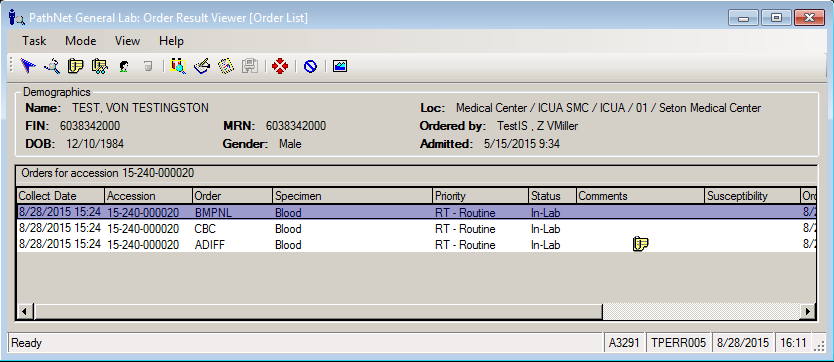 PathNet General Lab: Order Result Viewer [Order List]
Task Mode View Help
Demographics
Name: TEST, VON TESTINGSTON Loc: Medical Center / ICUA SMC / ICUA / 01 / Seton Medical Center
FIN: 6038342000 MRN: 6038342000 Ordered by: TestIS , Z VMiller
DOB: 12/10/1984 Gender: Male Admitted: 5/15/2015 9:34
Orders for accession 15-240-000020
Collect Date Accession Order Specimen Priority Status Comments Susceptibility Orc
8/28/2015 15:24 15-240-000020 BMPNL Blood RT - Routine In-Lab 8/2
8/28/2015 15:24 15-240-000020 CBC Blood RT - Routine In-Lab 8/2
8/28/2015 15:24 15-240-000020 ADIFF Blood RT - Routine In-Lab 8/2
Ready A3291 TPERR005 8/28/2015 16:11